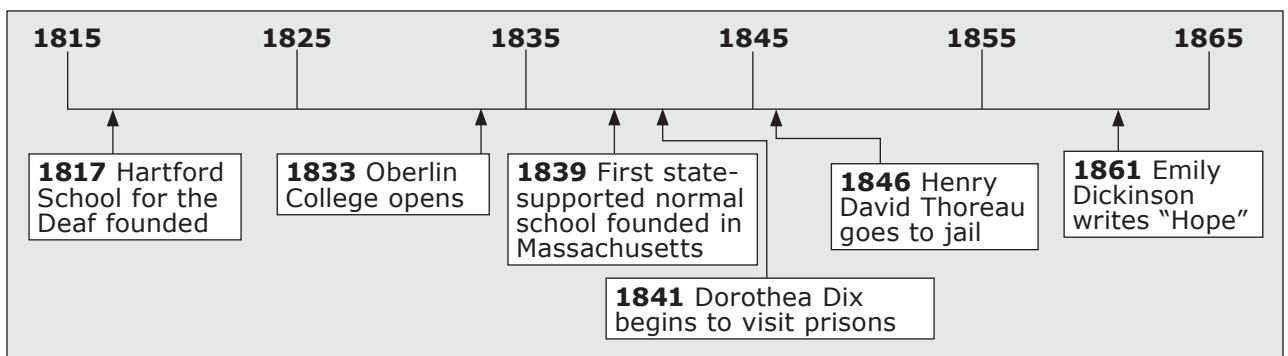 1815 1825 1835 1845 1855 1865
1817 Hartford
School for the
Deaf founded
1833 Oberlin
College opens
1839 First state-
supported normal
school founded in
Massachusetts
1841 Dorothea Dix
begins to visit prisons
1846 Henry
David Thoreau
goes to jail
1861 Emily
Dickinson
writes “Hope”